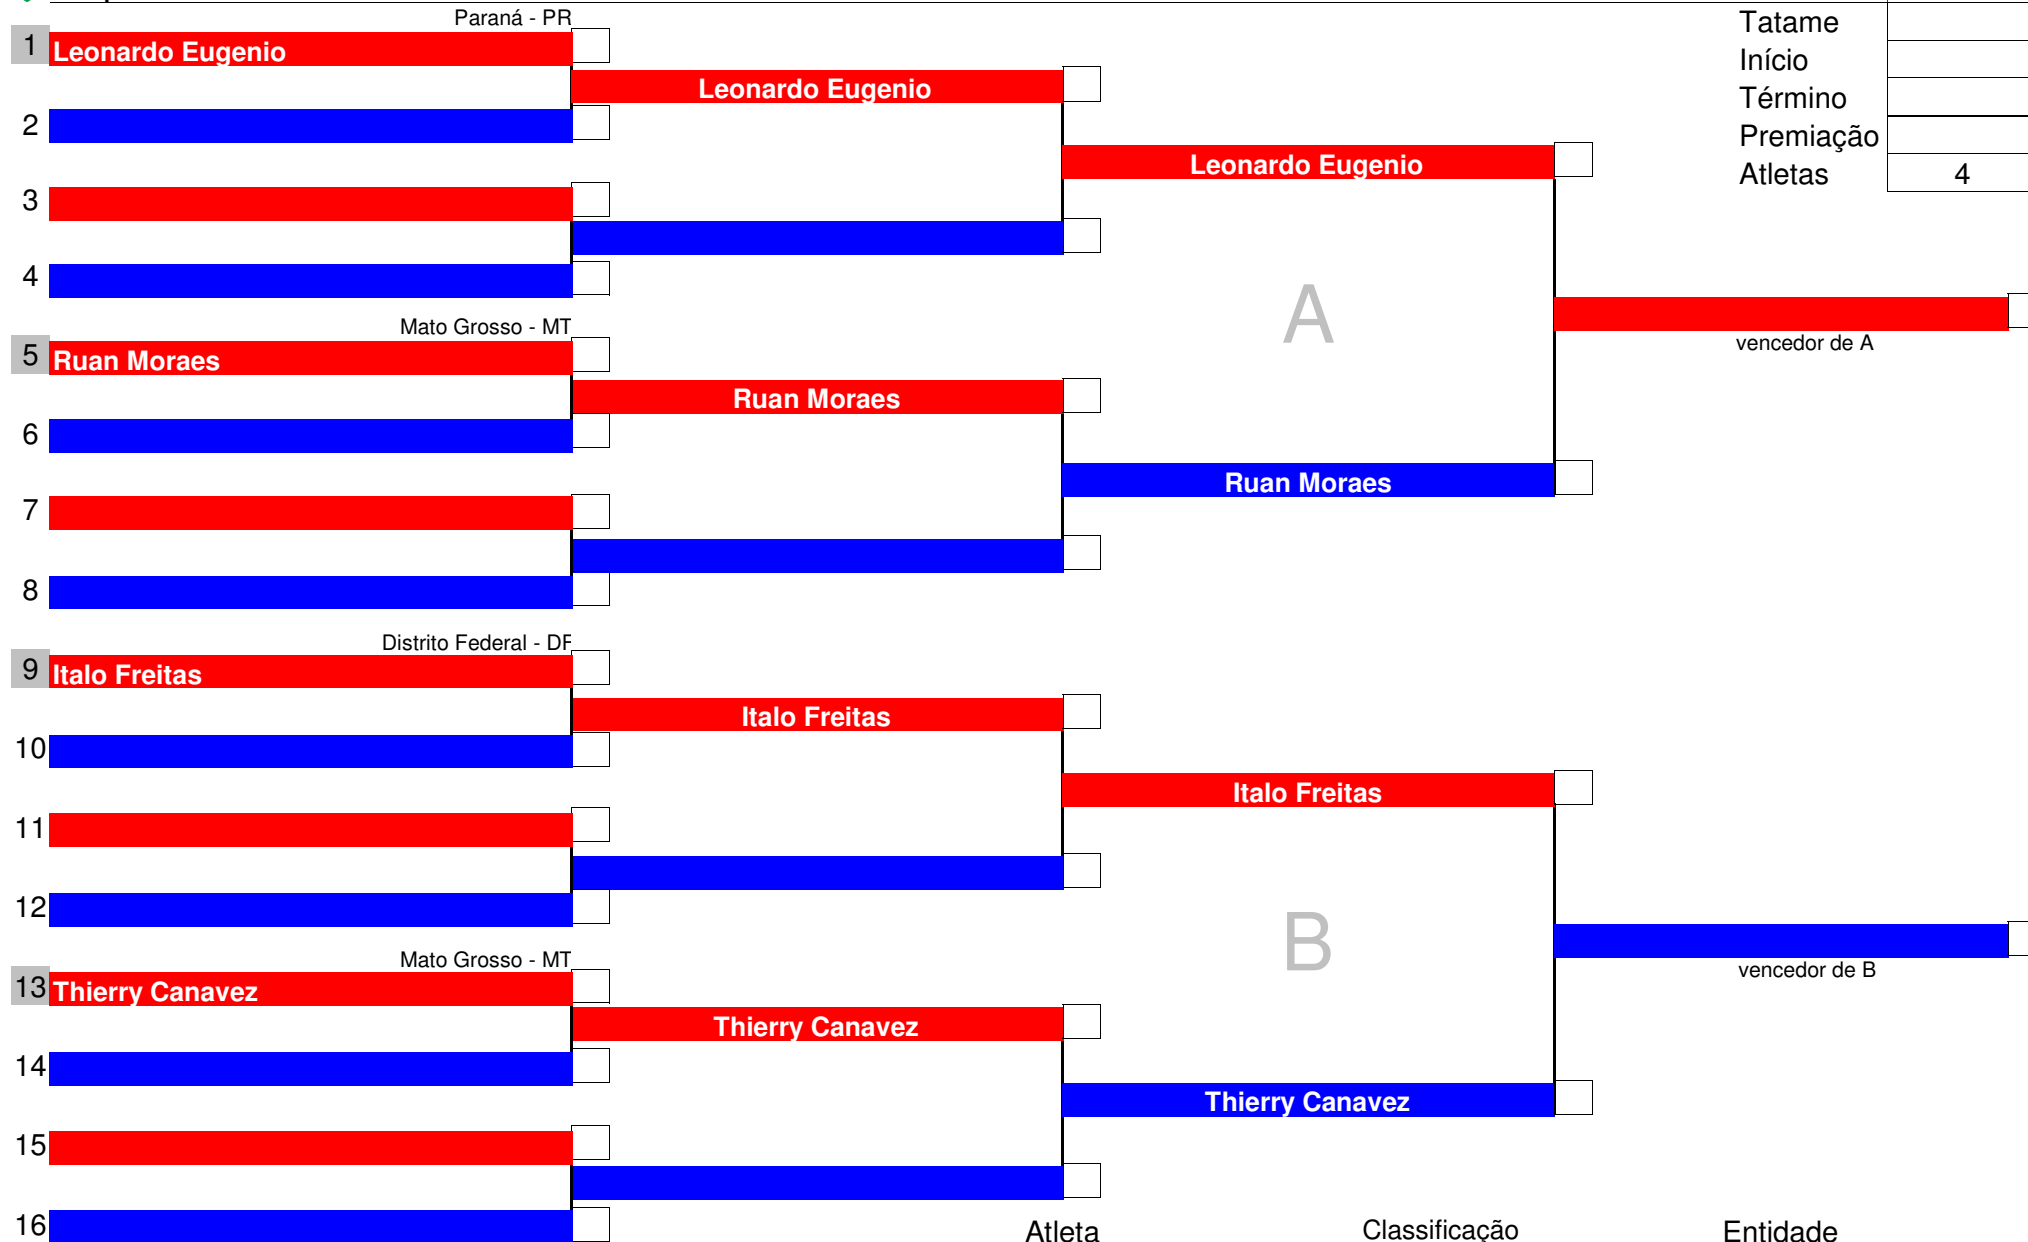 Paraná - PR
Tatame
1 Leonardo Eugenio
Início
Leonardo Eugenio
Término
2
Premiação
Leonardo Eugenio
Atletas 4
3
4
A
Mato Grosso - MT
vencedor de A
5 Ruan Moraes
Ruan Moraes
6
Ruan Moraes
7
8
Distrito Federal - DF
9 Italo Freitas
Italo Freitas
10
Italo Freitas
11
12
B
Mato Grosso - MT
vencedor de B
13 Thierry Canavez
Thierry Canavez
14
Thierry Canavez
15
16
Atleta Classificação Entidade